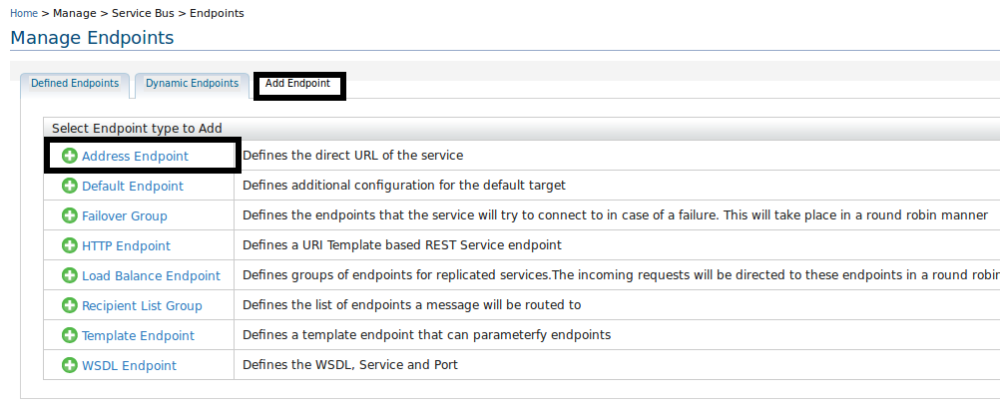 Home > Manage > Service Bus > Endpoints
Manage Endpoints
Defined Endpoints Dynamic Endpoints Add Endpoint
Select Endpoint type to Add
Address Endpoint Defines the direct URL of the service
Default Endpoint Defines additional configuration for the default target
Failover Group Defines the endpoints that the service will try to connect to in case of a failure. This will take place in a round robin manner
HTTP Endpoint Defines a URI Template based REST Service endpoint
Load Balance Endpoint Defines groups of endpoints for replicated services.The incoming requests will be directed to these endpoints in a round robin
Recipient List Group Defines the list of endpoints a message will be routed to
Template Endpoint Defines a template endpoint that can parameterfy endpoints
WSDL Endpoint Defines the WSDL, Service and Port